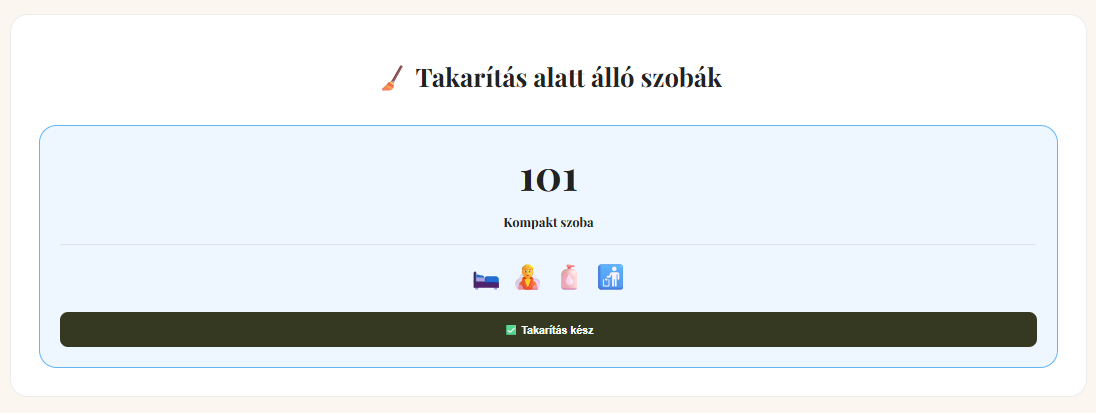 Takarítás alatt álló szobák
101
Kompakt szoba
Takarítás kész